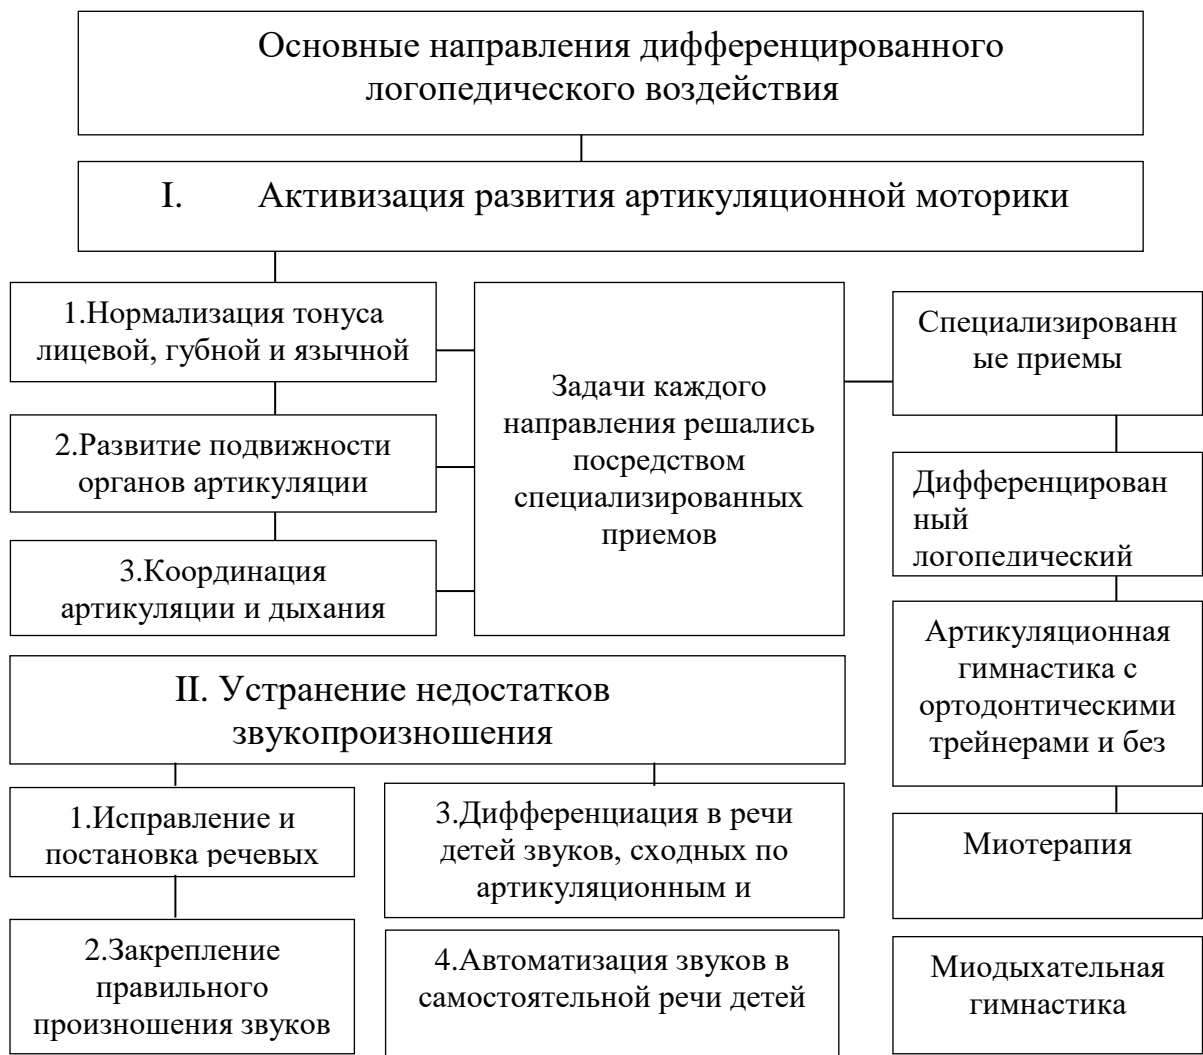 Основные направления дифференцированного
логопедического воздействия
I. Активизация развития артикуляционной моторики
1.Нормализация тонуса
лицевой, губной и язычной
2.Развитие подвижности
органов артикуляции
3.Координация
артикуляции и дыхания
Задачи каждого
направления решались
посредством
специализированных
приемов
Специализированн
ые приемы
Дифференцирован
ный
логопедический
Артикуляционная
гимнастика с
ортодонтическими
трейнерами и без
Миотерапия
Миодыхательная
гимнастика
II. Устранение недостатков
звукопроизношения
1.Исправление и
постановка речевых
2.Закрепление
правильного
произношения звуков
3.Дифференциация в речи
детей звуков, сходных по
артикуляционным и
4.Автоматизация звуков в
самостоятельной речи детей